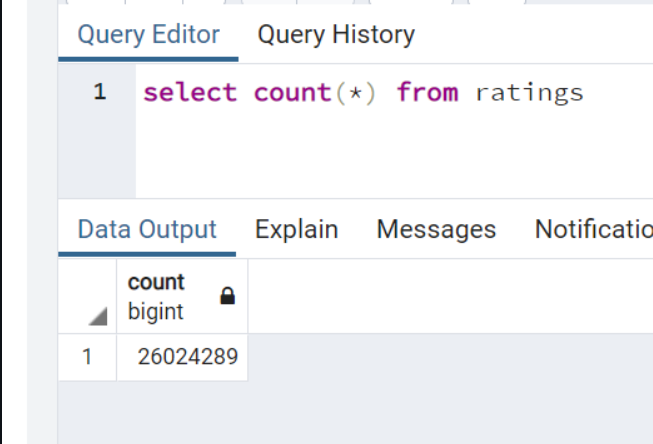 Query Editor Query History
1 select count(*) from ratings
Data Output Explain Messages Notificatio
count
bigint
1 26024289